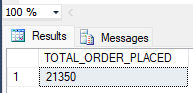 100 %
Results Messages
TOTAL_ORDER_PLACED
1 21350